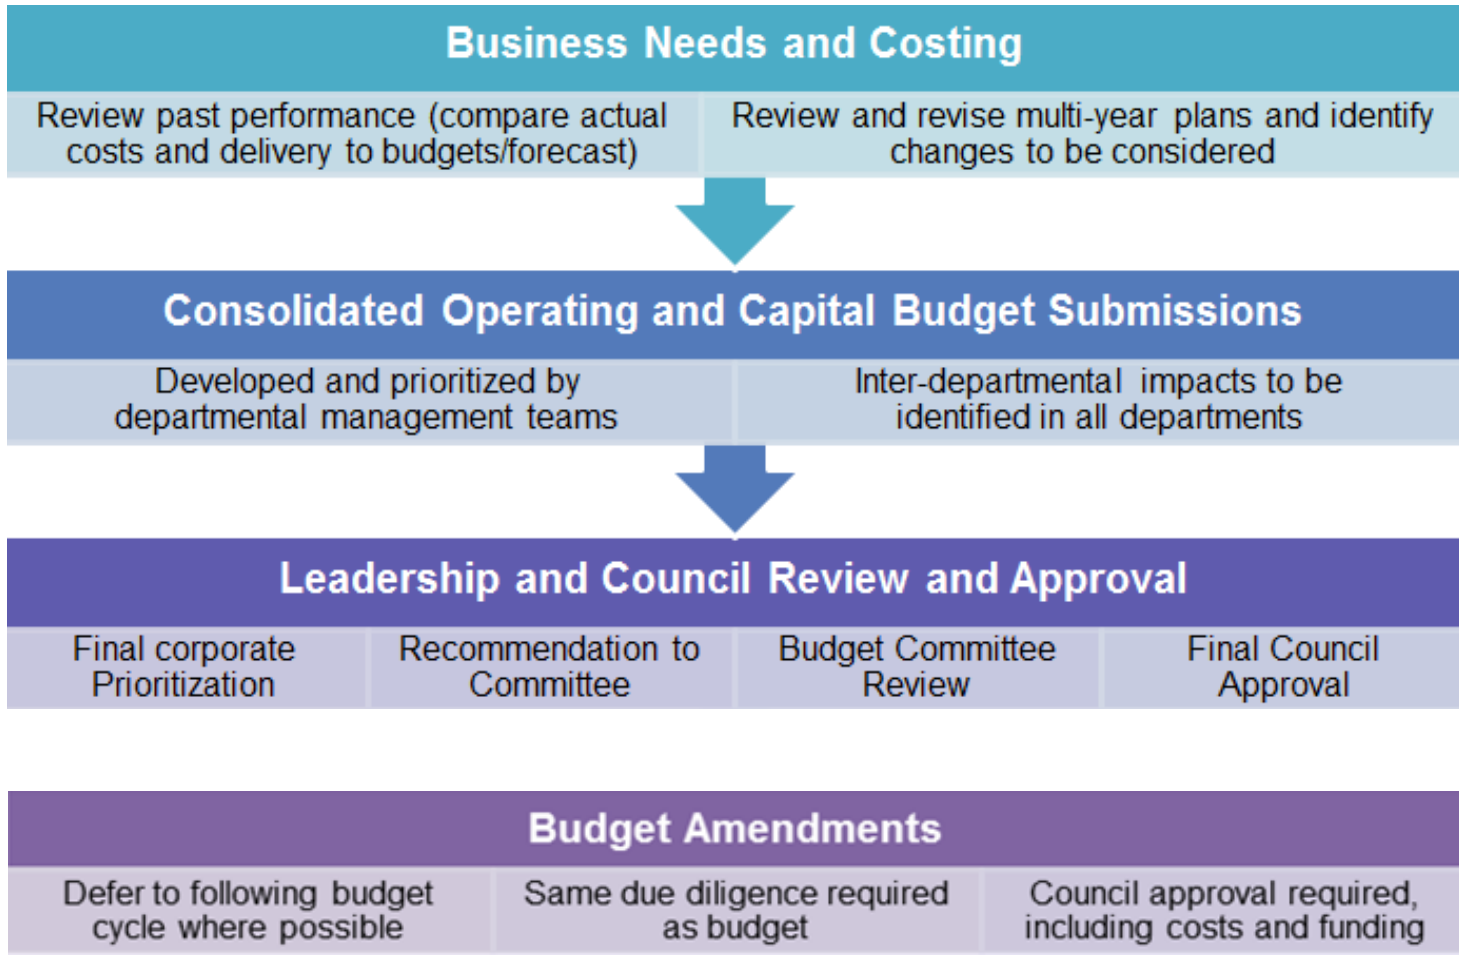 Business Needs and Costing
Review past performance (compare actual
costs and delivery to budgets/forecast)
Review and revise multi-year plans and identify
changes to be considered
Consolidated Operating and Capital Budget Submissions
Developed and prioritized by
departmental management teams
Inter-departmental impacts to be
identified in all departments
Leadership and Council Review and Approval
Final corporate
Prioritization
Recommendation to
Committee
Budget Committee
Review
Final Council
Approval
Budget Amendments
Defer to following budget
cycle where possible
Same due diligence required
as budget
Council approval required,
including costs and funding